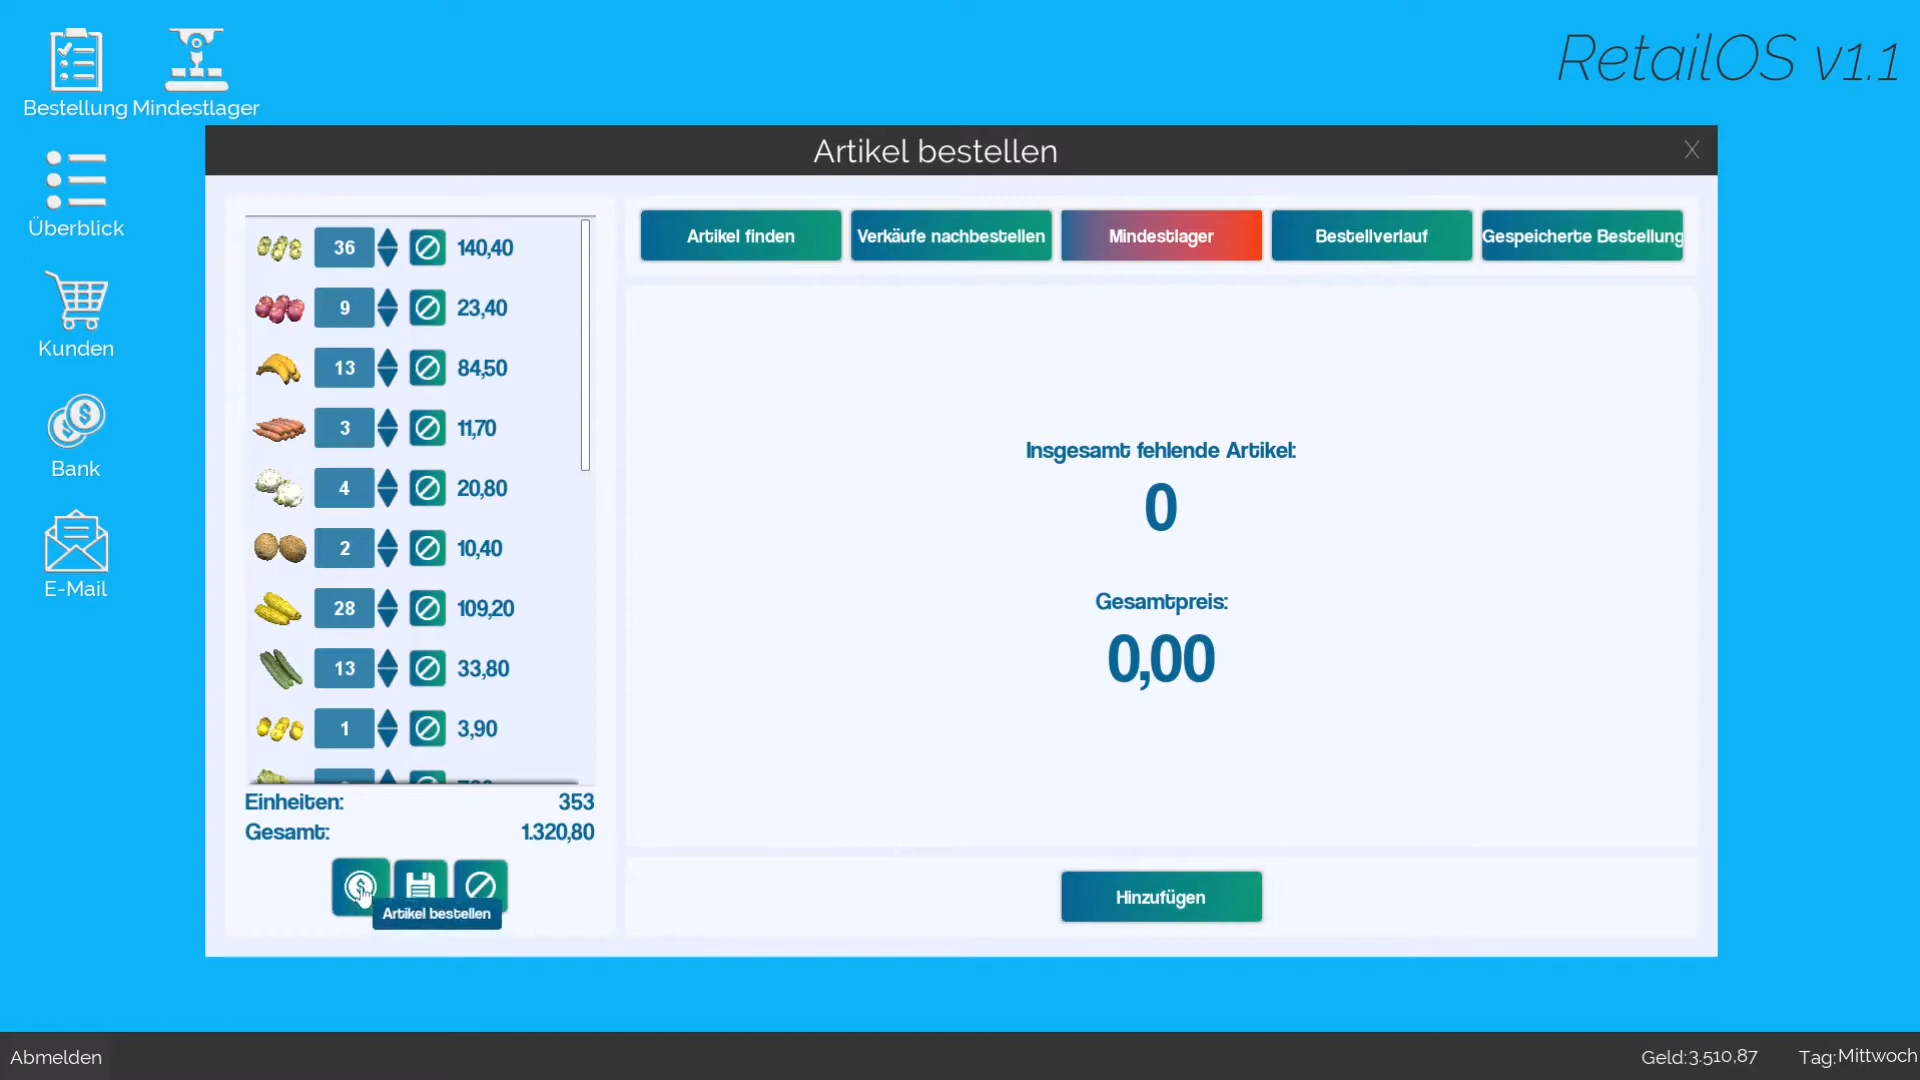 RetailOS v1.1
Bestellung
Mindestlager
Überblick
Kunden
Bank
E-Mail
Artikel bestellen
X
Artikel finden
Verkäufe nachbestellen
Mindestlager
Bestellverlauf
Gespeicherte Bestellung
36 140,40
9 23,40
13 84,50
3 11,70
4 20,80
2 10,40
28 109,20
13 33,80
1 3,90
Einheiten: 353
Gesamt: 1.320,80
Artikel bestellen
Insgesamt fehlende Artikel:
0
Gesamtpreis:
0,00
Hinzufügen
Abmelden
Geld:3.510,87
Tag:Mittwoch